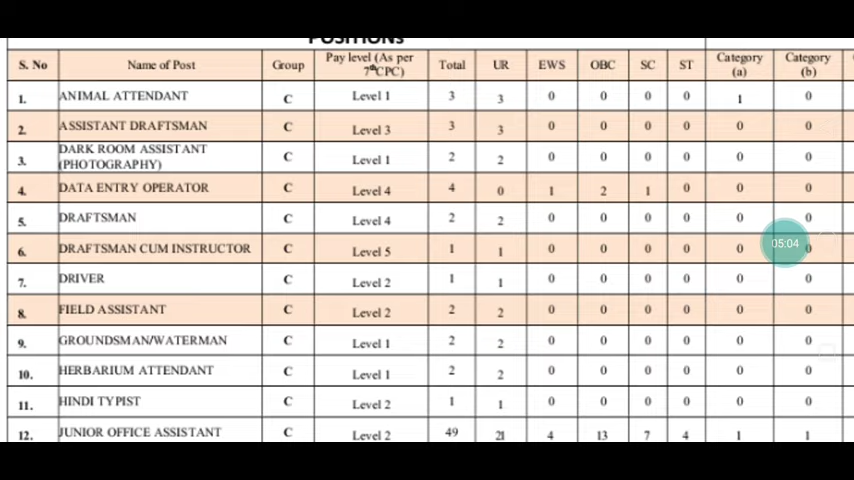 POSITIONs
S. No Name of Post Group Pay level (As per 7thCPC) Total UR EWS OBC SC ST Category (a) Category (b)
1. ANIMAL ATTENDANT C Level 1 3 3 0 0 0 0 1 0
2. ASSISTANT DRAFTSMAN C Level 3 3 3 0 0 0 0 0 0
3. DARK ROOM ASSISTANT (PHOTOGRAPHY) C Level 1 2 2 0 0 0 0 0 0
4. DATA ENTRY OPERATOR C Level 4 4 0 1 2 1 0 0 0
5. DRAFTSMAN C Level 4 2 2 0 0 0 0 0 0
6. DRAFTSMAN CUM INSTRUCTOR C Level 5 1 1 0 0 0 0 0 0
05:04
7. DRIVER C Level 2 1 1 0 0 0 0 0 0
8. FIELD ASSISTANT C Level 2 2 2 0 0 0 0 0 0
9. GROUNDSMAN/WATERMAN C Level 1 2 2 0 0 0 0 0 0
10. HERBARIUM ATTENDANT C Level 1 2 2 0 0 0 0 0 0
11. HINDI TYPIST C Level 2 1 1 0 0 0 0 0 0
12. JUNIOR OFFICE ASSISTANT C Level 2 49 21 4 13 7 4 1 1